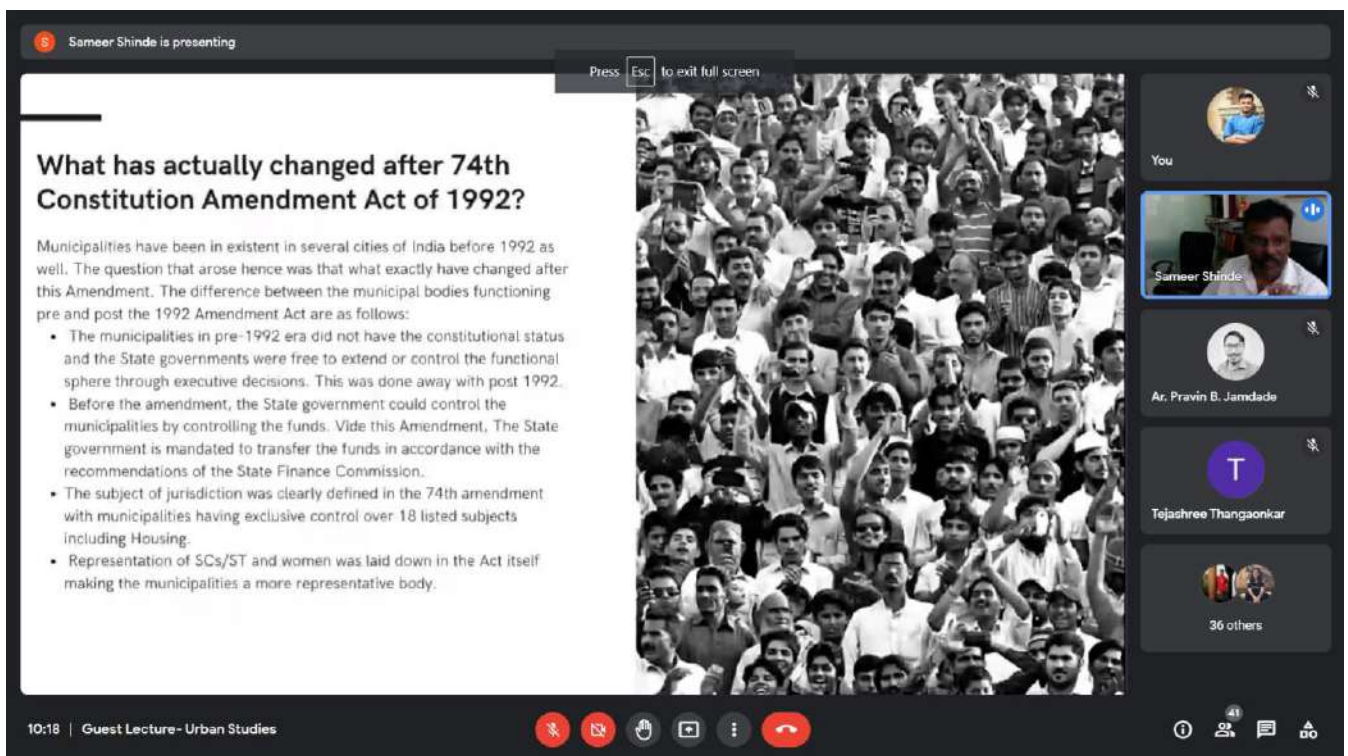 S Sameer Shinde is presenting
Press Esc to exit full screen
What has actually changed after 74th
Constitution Amendment Act of 1992?
Municipalities have been in existent in several cities of India before 1992 as
well. The question that arose hence was that what exactly have changed after
this Amendment. The difference between the municipal bodies functioning
pre and post the 1992 Amendment Act are as follows:
• The municipalities in pre-1992 era did not have the constitutional status
and the State governments were free to extend or control the functional
sphere through executive decisions. This was done away with post 1992.
• Before the amendment, the State government could control the
municipalities by controlling the funds. Vide this Amendment, The State
government is mandated to transfer the funds in accordance with the
recommendations of the State Finance Commission.
• The subject of jurisdiction was clearly defined in the 74th amendment
with municipalities having exclusive control over 18 listed subjects
including Housing.
• Representation of SCs/ST and women was laid down in the Act itself
making the municipalities a more representative body.
You
Sameer Shinde
Ar. Pravin B. Jamdade
T
Tejashree Thangaonkar
36 others
10:18 | Guest Lecture- Urban Studies
41